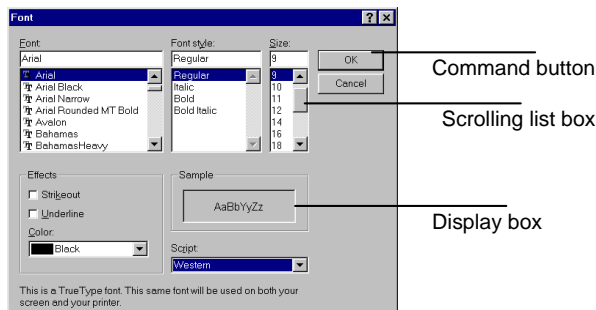 Font
? ×
Font:
Font style:
Size:
Arial
Regular
9
OK
Cancel
Arial
Arial Black
Arial Narrow
Arial Rounded MT Bold
Avalon
Bahamas
BahamasHeavy
Regular
Italic
Bold
Bold Italic
9
10
11
12
14
16
18
Effects
Strikeout
Underline
Color:
Black
Sample
AaBbYyZz
Script:
Western
This is a TrueType font. This same font will be used on both your
screen and your printer.
Command button
Scrolling list box
Display box